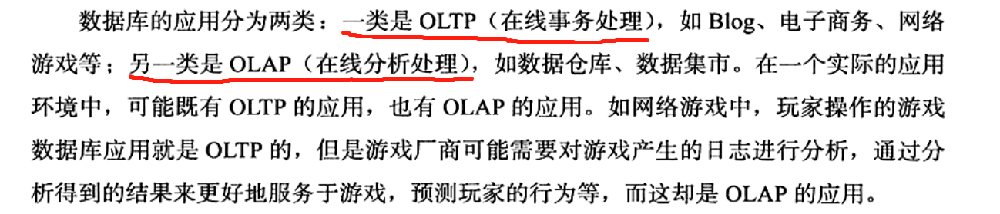 数据库的应用分为两类：一类是 OLTP（在线事务处理），如 Blog、电子商务、网络
游戏等；另一类是 OLAP（在线分析处理），如数据仓库、数据集市。在一个实际的应用
环境中，可能既有 OLTP 的应用，也有 OLAP 的应用。如网络游戏中，玩家操作的游戏
数据库应用就是 OLTP 的，但是游戏厂商可能需要对游戏产生的日志进行分析，通过分
析得到的结果来更好地服务于游戏，预测玩家的行为等，而这却是 OLAP 的应用。